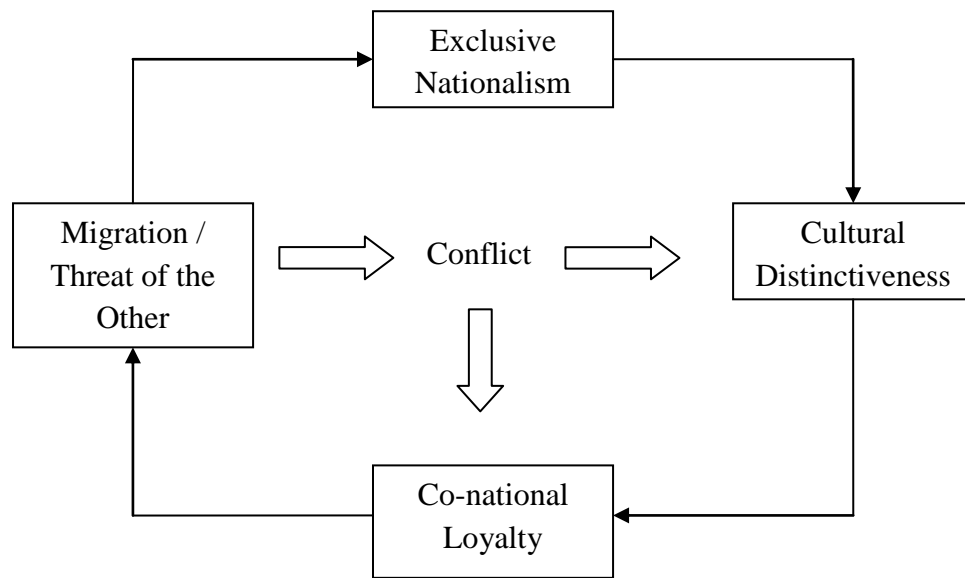 Exclusive
Nationalism
Migration /
Threat of the
Other
Conflict
Cultural
Distinctiveness
Co-national
Loyalty